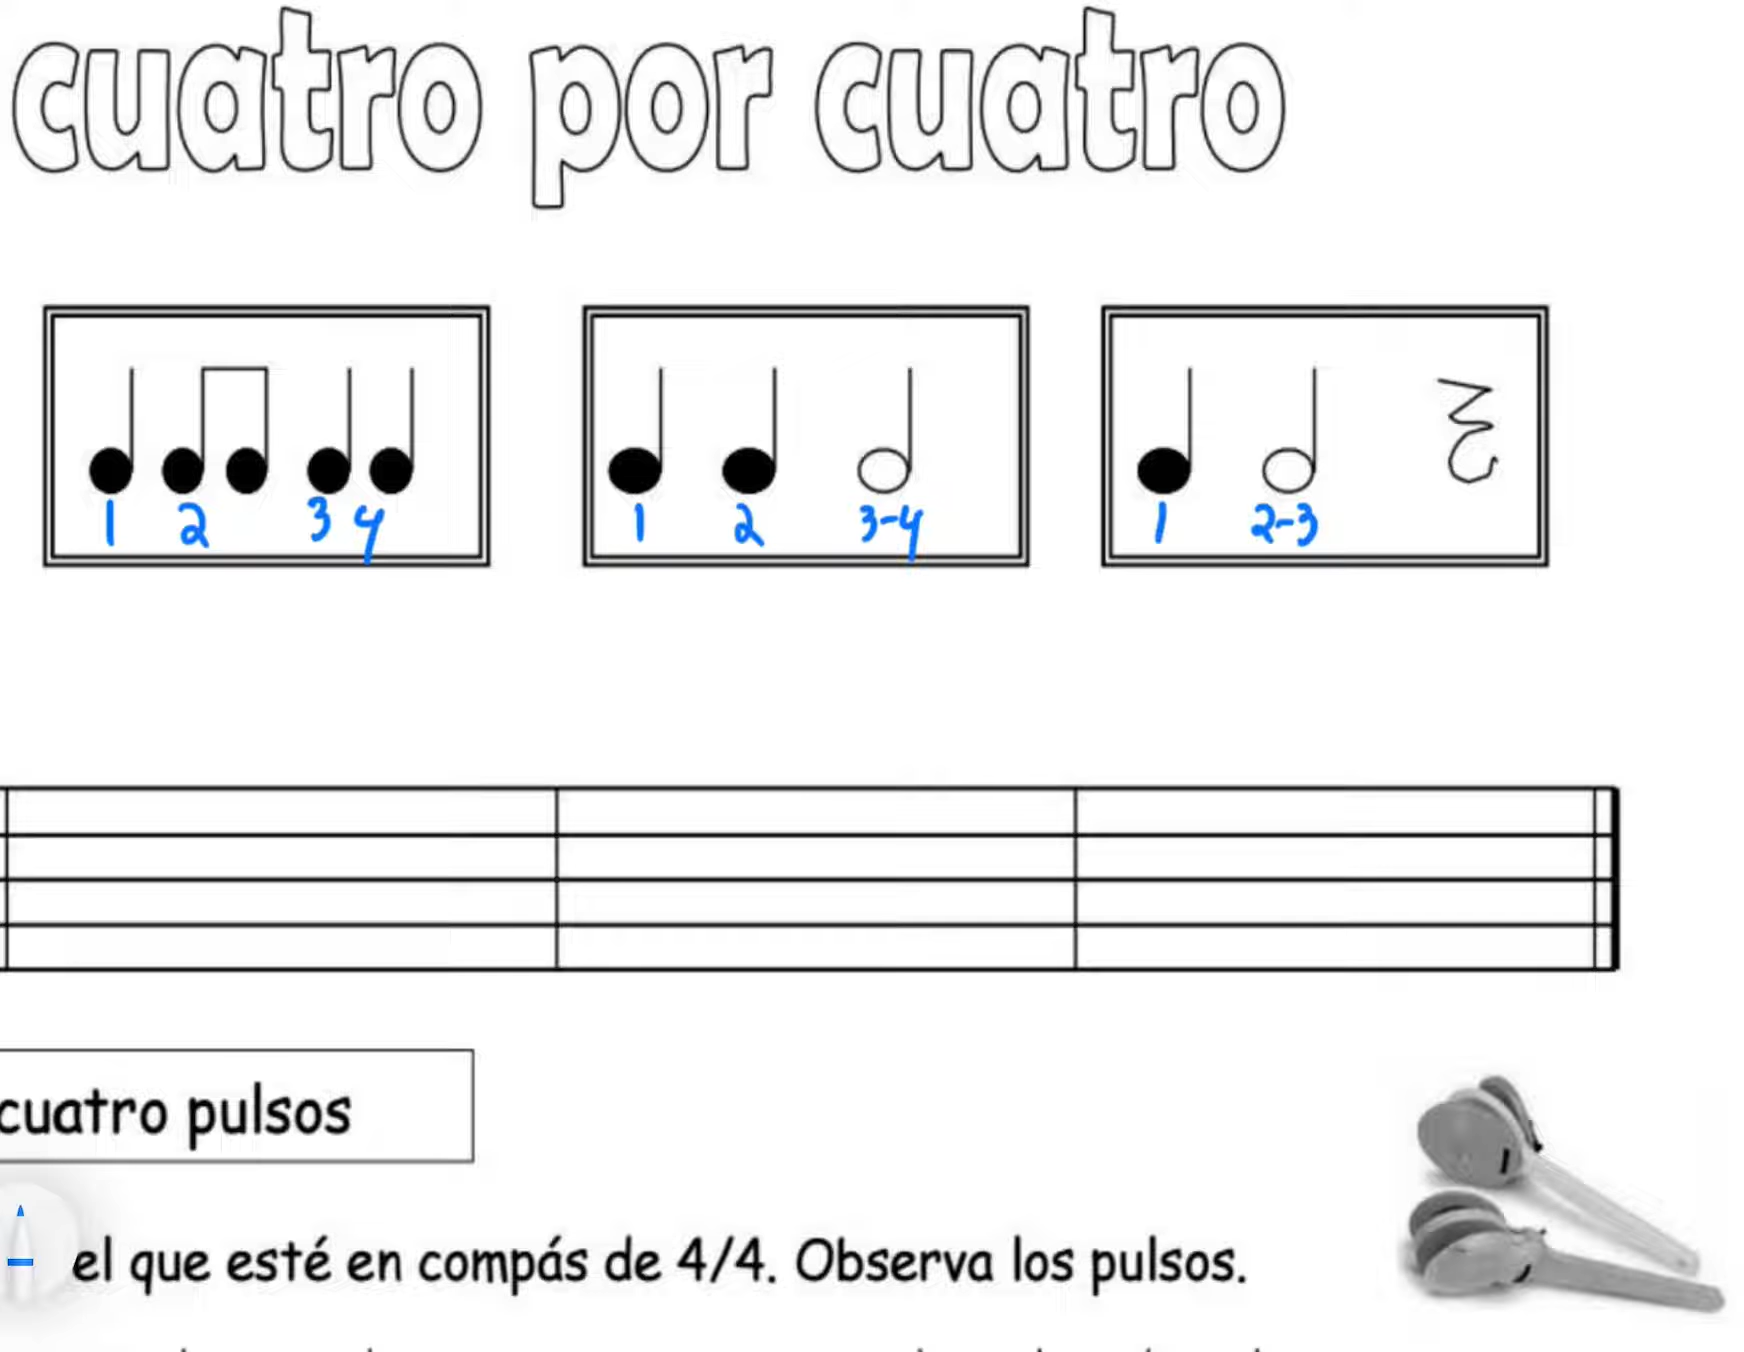 cuatro por cuatro
1 2 3 4 1 2 3-4 1 2-3
cuatro pulsos
el que esté en compás de 4/4. Observa los pulsos.